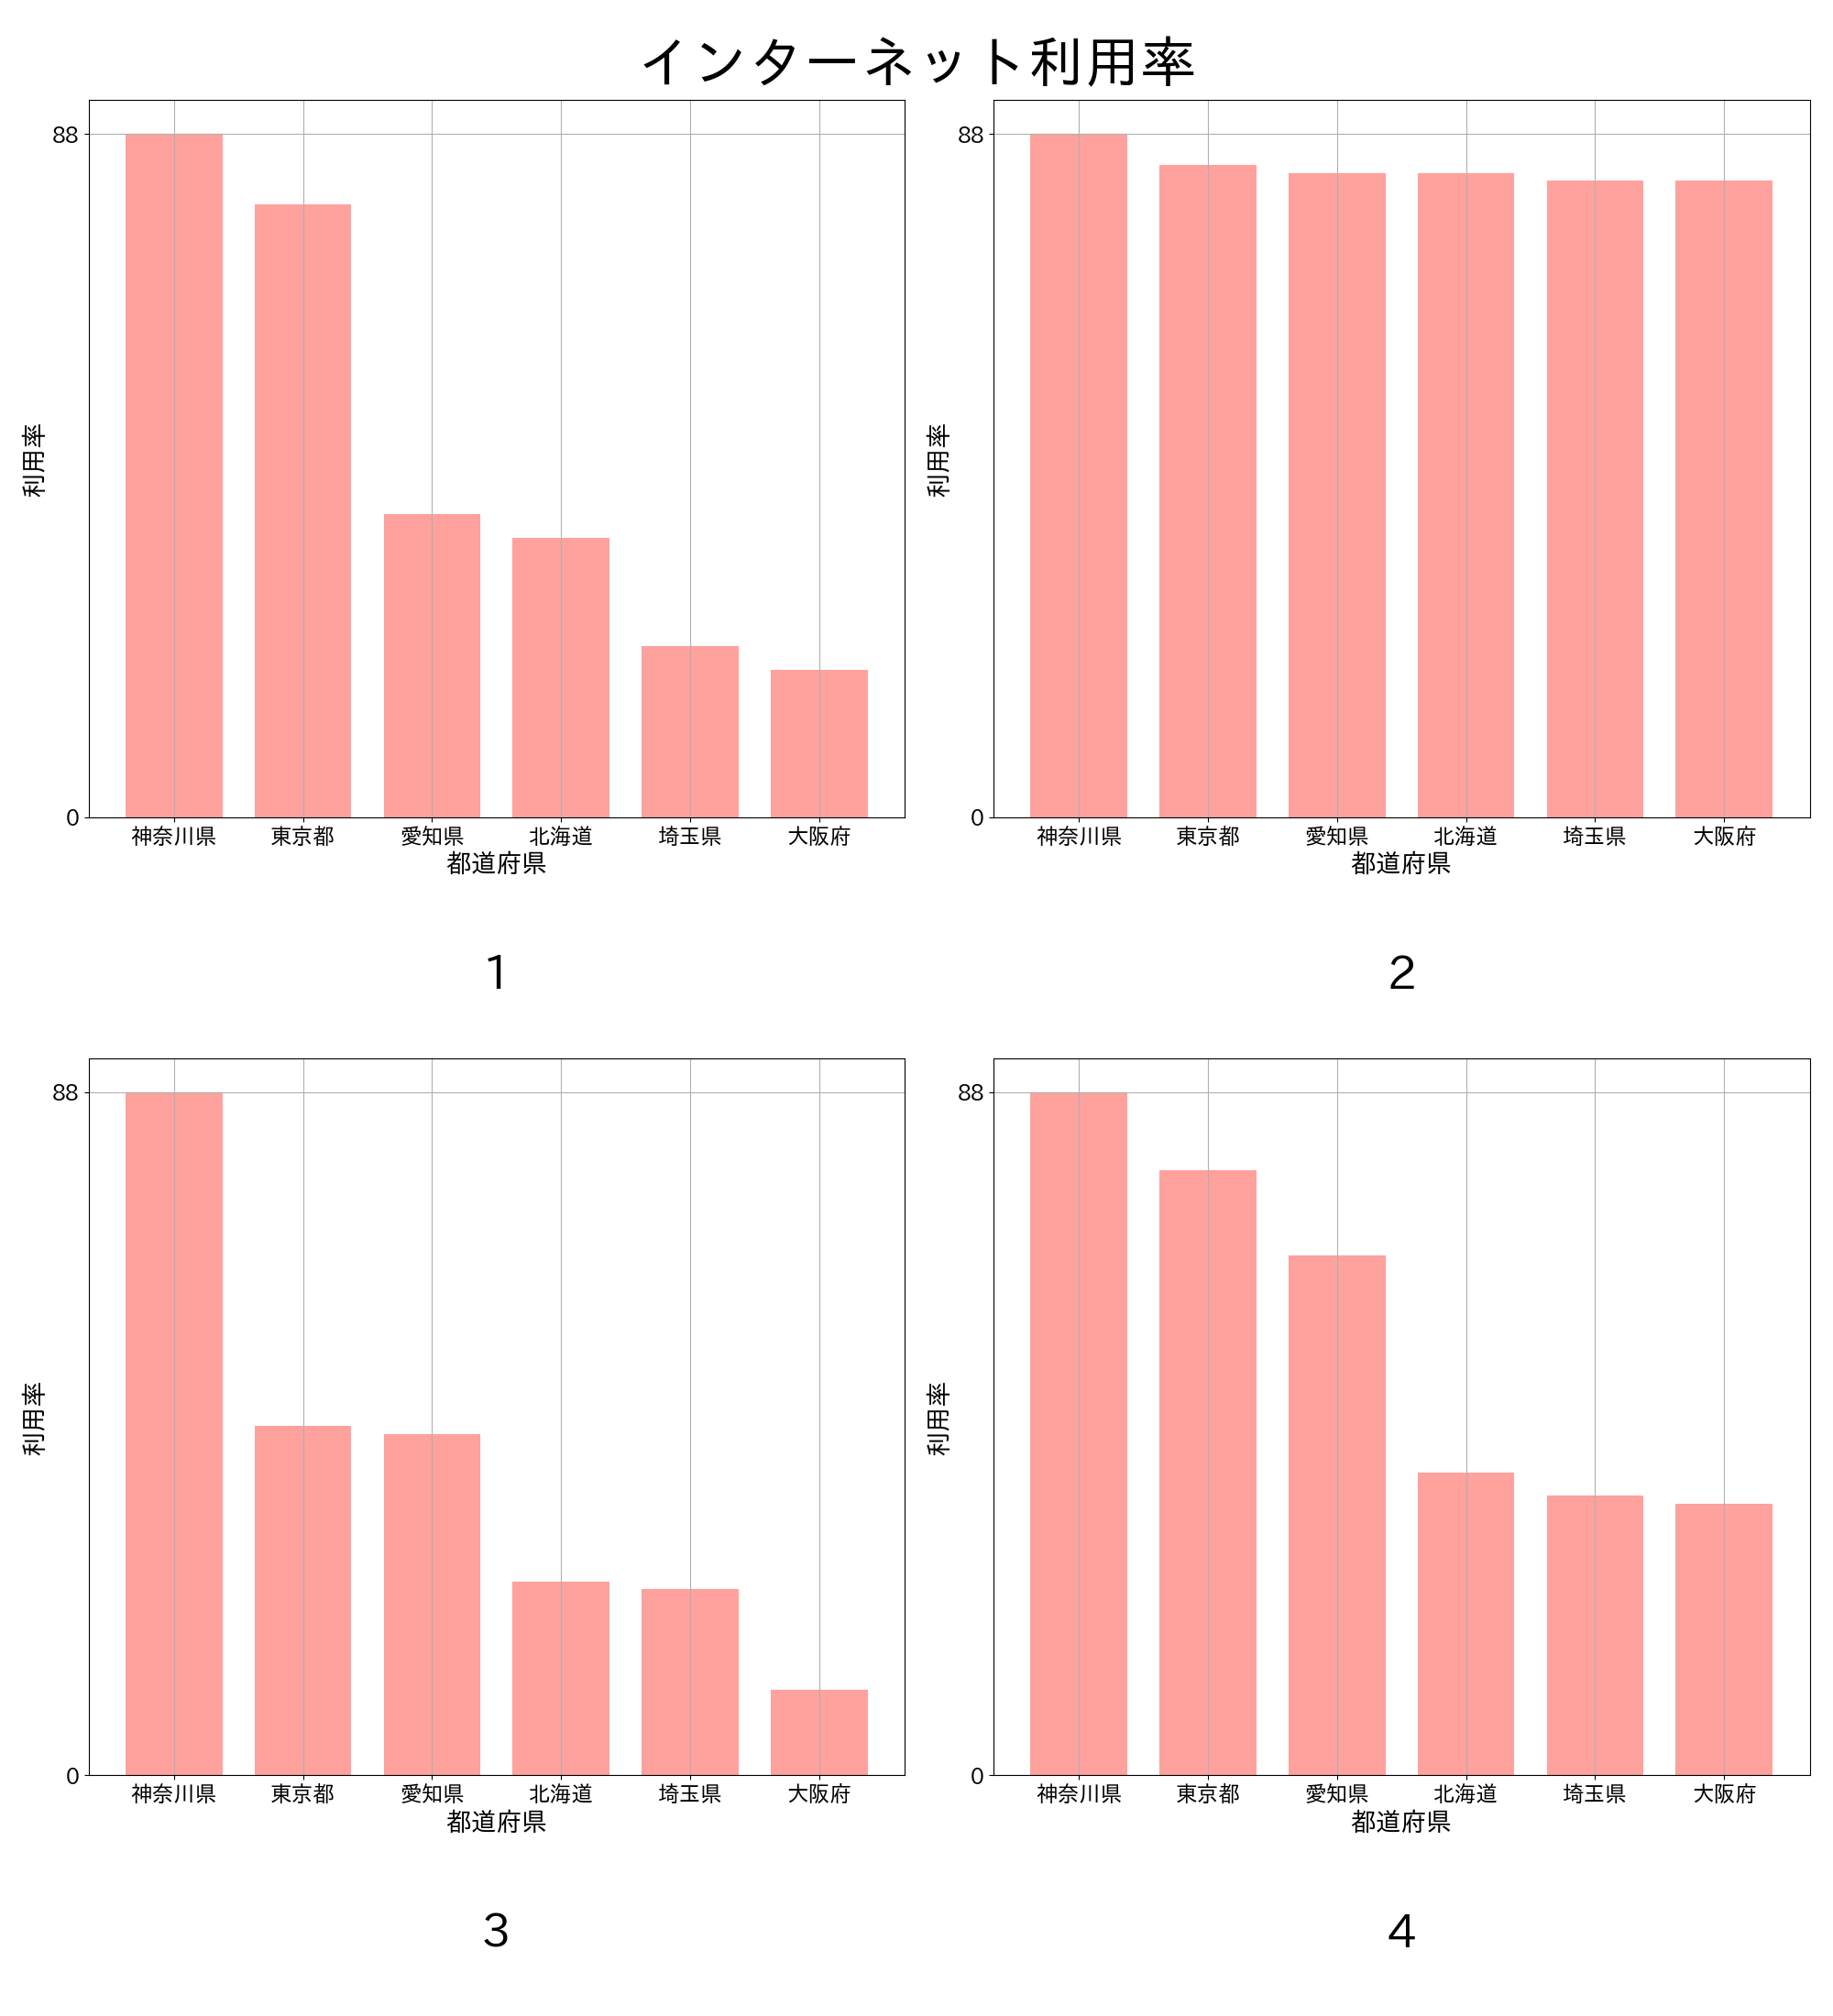 インターネット利用率
88
0
利用率
神奈川県 東京都 愛知県 北海道 埼玉県 大阪府
都道府県
1
88
0
利用率
神奈川県 東京都 愛知県 北海道 埼玉県 大阪府
都道府県
2
88
0
利用率
神奈川県 東京都 愛知県 北海道 埼玉県 大阪府
都道府県
3
88
0
利用率
神奈川県 東京都 愛知県 北海道 埼玉県 大阪府
都道府県
4